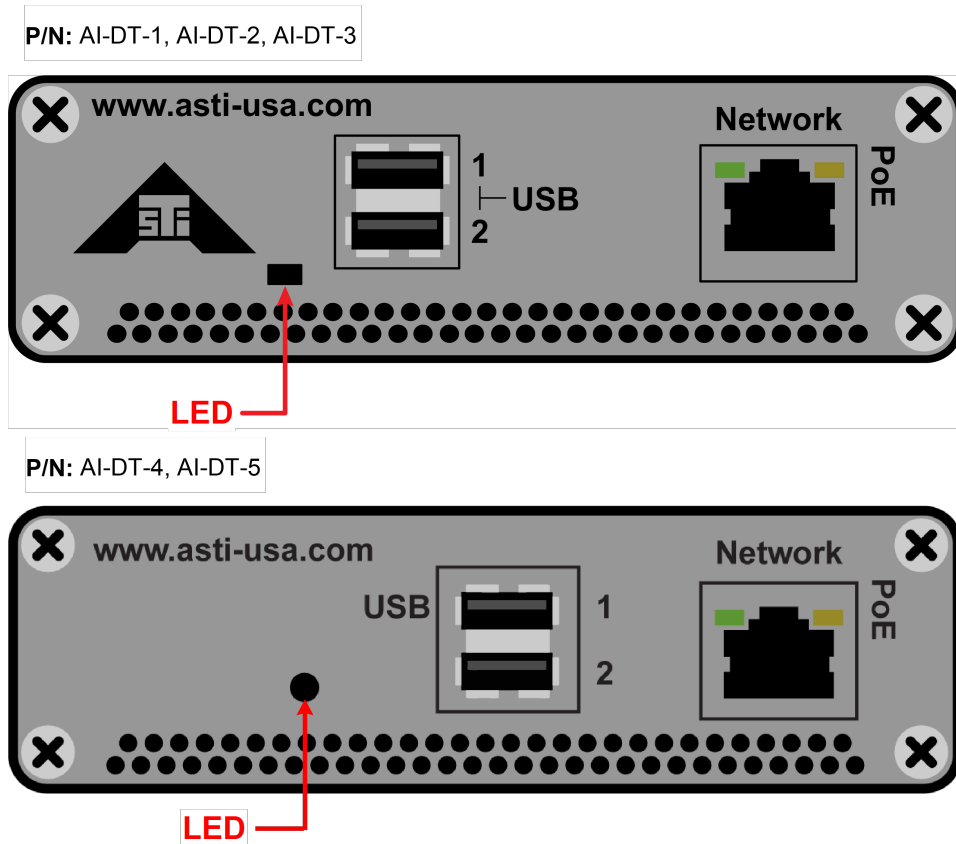 P/N: AI-DT-1, AI-DT-2, AI-DT-3
www.asti-usa.com
Network
PoE
1
USB
2
LED
P/N: AI-DT-4, AI-DT-5
www.asti-usa.com
Network
PoE
USB 1
2
LED